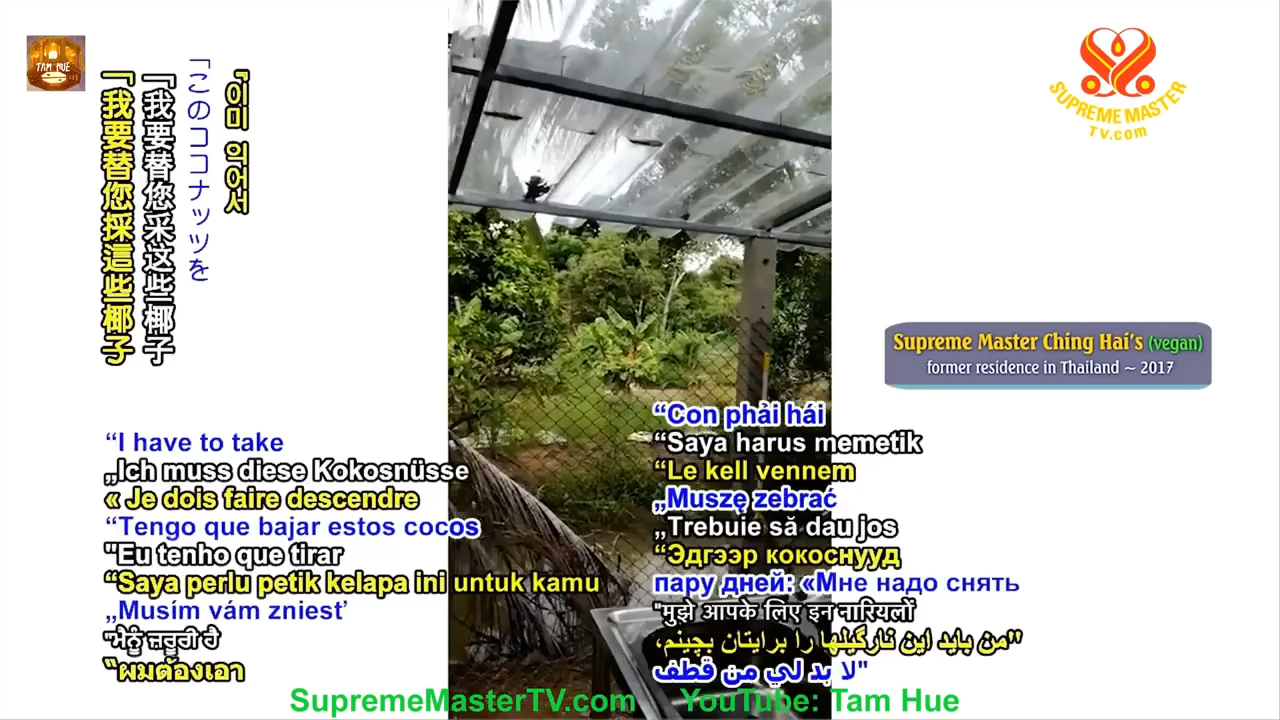 TAM HUE
「我要替您採這些椰子
『我要替您采这些椰子
「このココナッツを
『이미 익어서
SUPREME MASTER
TV.com
Supreme Master Ching Hai's (vegan)
former residence in Thailand ~ 2017
“I have to take
„Ich muss diese Kokosnüsse
« Je dois faire descendre
“Tengo que bajar estos cocos
"Eu tenho que tirar
“Saya perlu petik kelapa ini untuk kamu
„Musím vám zniesť
"ਮੈਨੂੰ ਜ਼ਰੂਰੀ ਹੈ
“ผมต้องเอา
“Con phải hái
“Saya harus memetik
“Le kell vennem
„Muszę zebrać
„Trebuie să dau jos
“Эдгээр кокоснууд
пару дней: «Мне надо снять
"मुझे आपके लिए इन नारियलों
"من باید این نارگیلها را برایتان بچینم،
"لا بد لي من قطف
SupremeMasterTV.com YouTube: Tam Hue